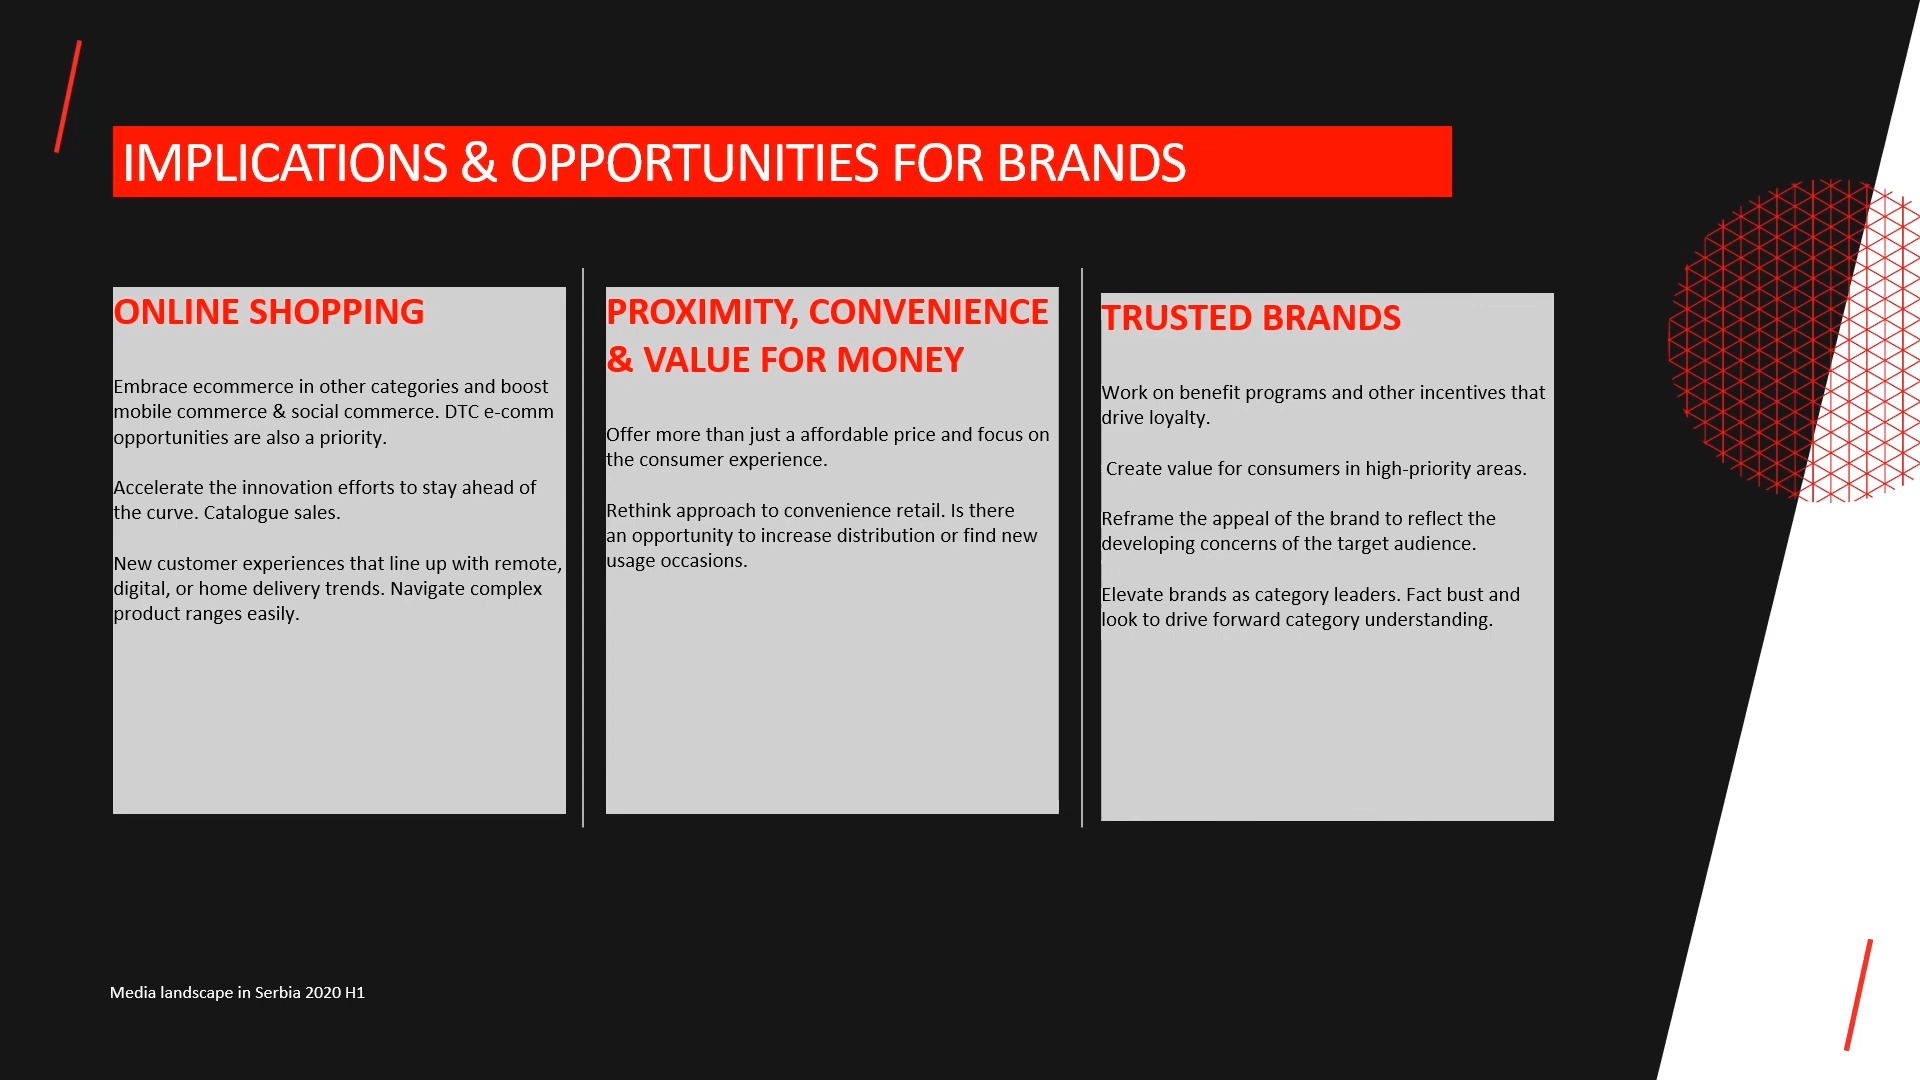 IMPLICATIONS & OPPORTUNITIES FOR BRANDS
ONLINE SHOPPING
Embrace ecommerce in other categories and boost
mobile commerce & social commerce. DTC e-comm
opportunities are also a priority.
Accelerate the innovation efforts to stay ahead of
the curve. Catalogue sales.
New customer experiences that line up with remote,
digital, or home delivery trends. Navigate complex
product ranges easily.
PROXIMITY, CONVENIENCE
& VALUE FOR MONEY
Offer more than just a affordable price and focus on
the consumer experience.
Rethink approach to convenience retail. Is there
an opportunity to increase distribution or find new
usage occasions.
TRUSTED BRANDS
Work on benefit programs and other incentives that
drive loyalty.
Create value for consumers in high-priority areas.
Reframe the appeal of the brand to reflect the
developing concerns of the target audience.
Elevate brands as category leaders. Fact bust and
look to drive forward category understanding.
Media landscape in Serbia 2020 H1